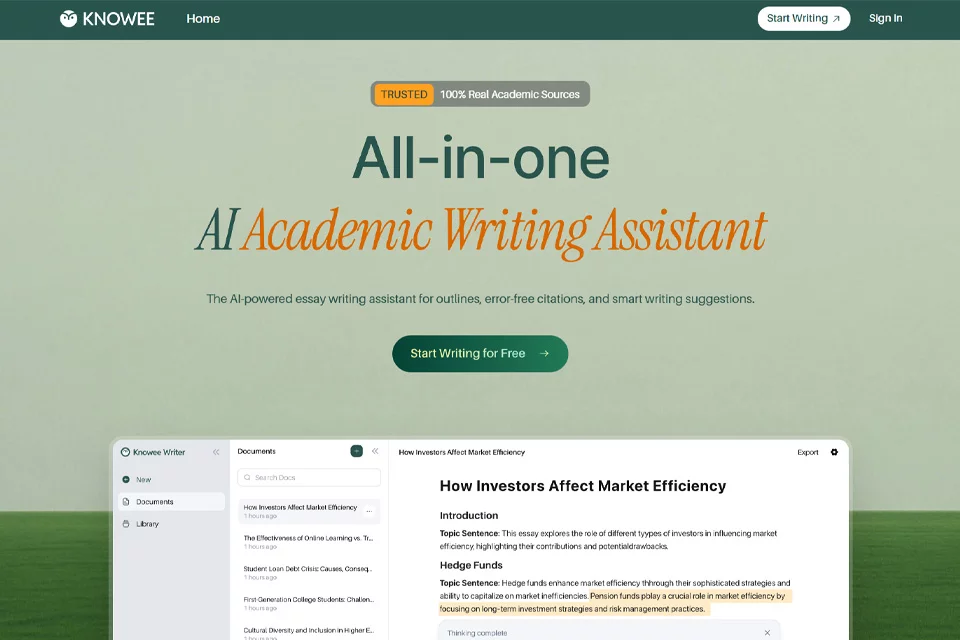 KNOWEE
Home
Start Writing ↗
Sign In
TRUSTED 100% Real Academic Sources
All-in-one
AI Academic Writing Assistant
The AI-powered essay writing assistant for outlines, error-free citations, and smart writing suggestions.
Start Writing for Free →
Knowee Writer
New
Documents
Library
Documents
Search Docs
How Investors Affect Market Efficiency
1 hours ago
The Effectiveness of Online Learning vs. Tr...
1 hours ago
Student Loan Debt Crisis: Causes, Conseq...
1 hours ago
First-Generation College Students: Challen...
1 hours ago
Cultural Diversity and Inclusion in Higher E...
How Investors Affect Market Efficiency
Export
How Investors Affect Market Efficiency
Introduction
Topic Sentence: This essay explores the role of different tyypes of investors in influencing market
efficiency, highlighting their contributions and potentialdrawbacks.
Hedge Funds
Topic Sentence: Hedge funds enhance market efficiency thhrough their sophisticated strategies and
ability to capitalize on market inefficiencies. Pension funds pblay a crucial role in market efficiency by
focusing on long-term investment strategies and risk management practices.
Thinking complete